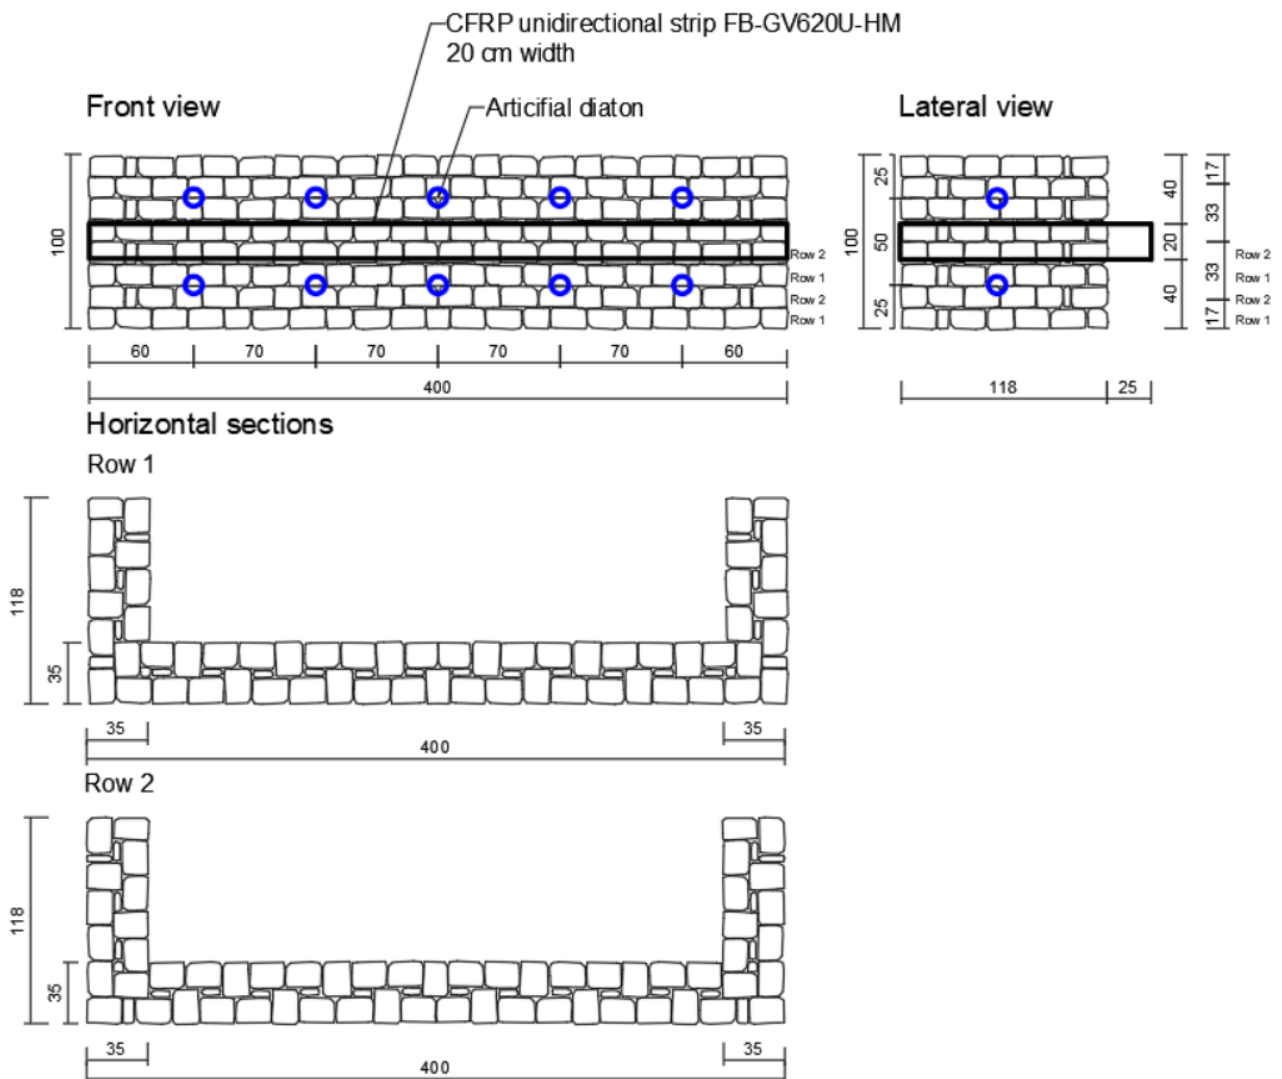 CFRP unidirectional strip FB-GV620U-HM
20 cm width
Front view
Articifial diaton
Lateral view
100
Row 2
Row 1
Row 2
Row 1
60 70 70 70 70 60
400
100
25
50
25
40
20
40
17
33
33
17
Row 2
Row 1
Row 2
Row 1
118 25
Horizontal sections
Row 1
118
35
35 35
400
Row 2
118
35
35 35
400